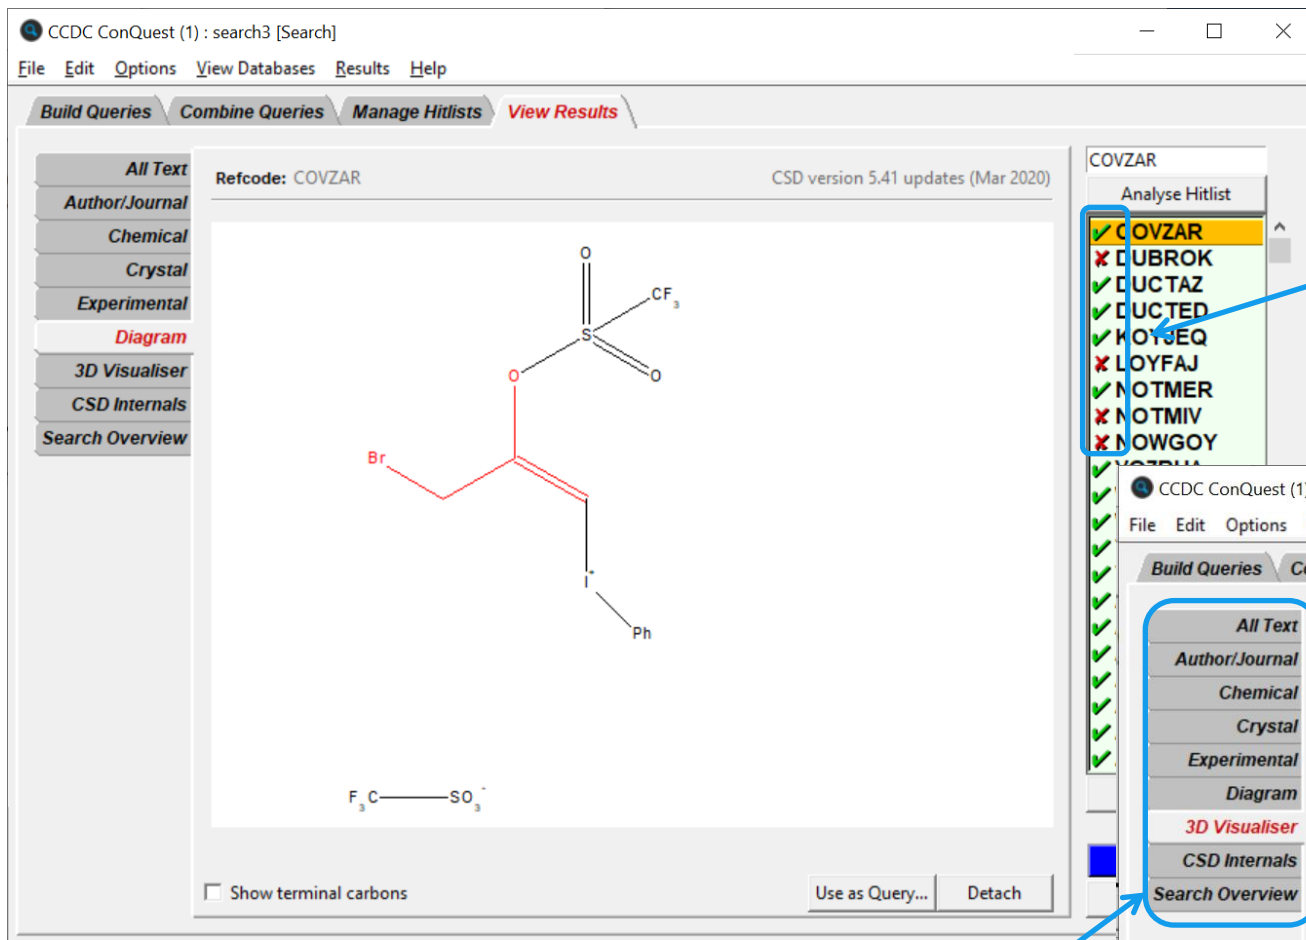 CCDC ConQuest (1) : search3 [Search]
File Edit Options View Databases Results Help
Build Queries Combine Queries Manage Hitlists View Results
All Text
Author/Journal
Chemical
Crystal
Experimental
Diagram
3D Visualiser
CSD Internals
Search Overview
Refcode: COVZAR CSD version 5.41 updates (Mar 2020)
O
CF3
S
O
O
Br
I+
Ph
F3C SO3-
Show terminal carbons Use as Query... Detach
COVZAR
Analyse Hitlist
COVZAR
DUBROK
DUCTAZ
DUCTED
KOYJEQ
LOYFAJ
NOTMER
NOTMIV
NOWGOY
CCDC ConQuest (1)
File Edit Options
Build Queries
All Text
Author/Journal
Chemical
Crystal
Experimental
Diagram
3D Visualiser
CSD Internals
Search Overview